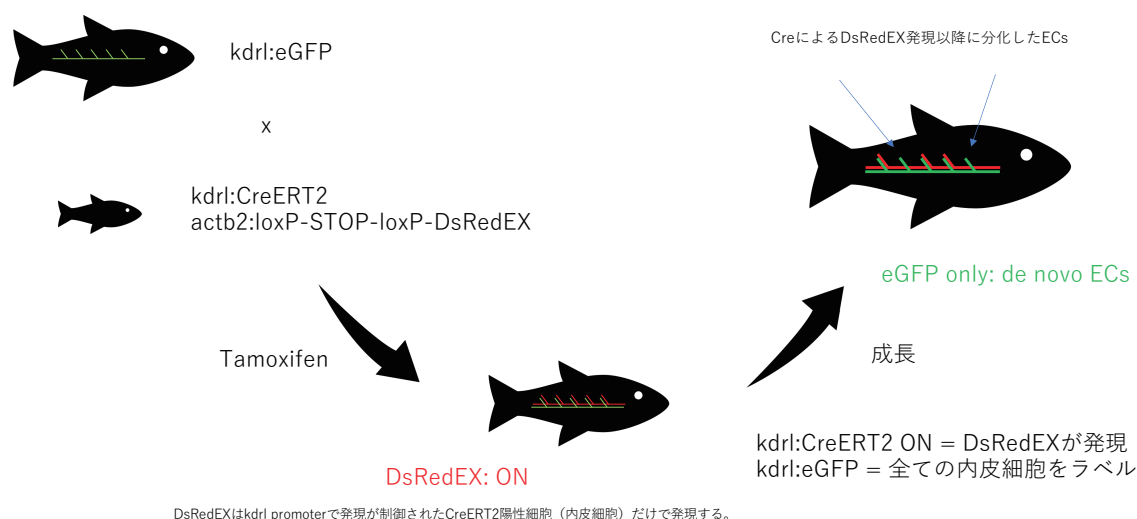 kdrl:eGFP
x
kdrl:CreERT2
actb2:loxP-STOP-loxP-DsRedEX
Tamoxifen
DsRedEX: ON
DsRedEXはkdrl promoterで発現が制御されたCreERT2陽性細胞（内皮細胞）だけで発現する。
CreによるDsRedEX発現以降に分化したECs
eGFP only: de novo ECs
成長
kdrl:CreERT2 ON = DsRedEXが発現
kdrl:eGFP = 全ての内皮細胞をラベル